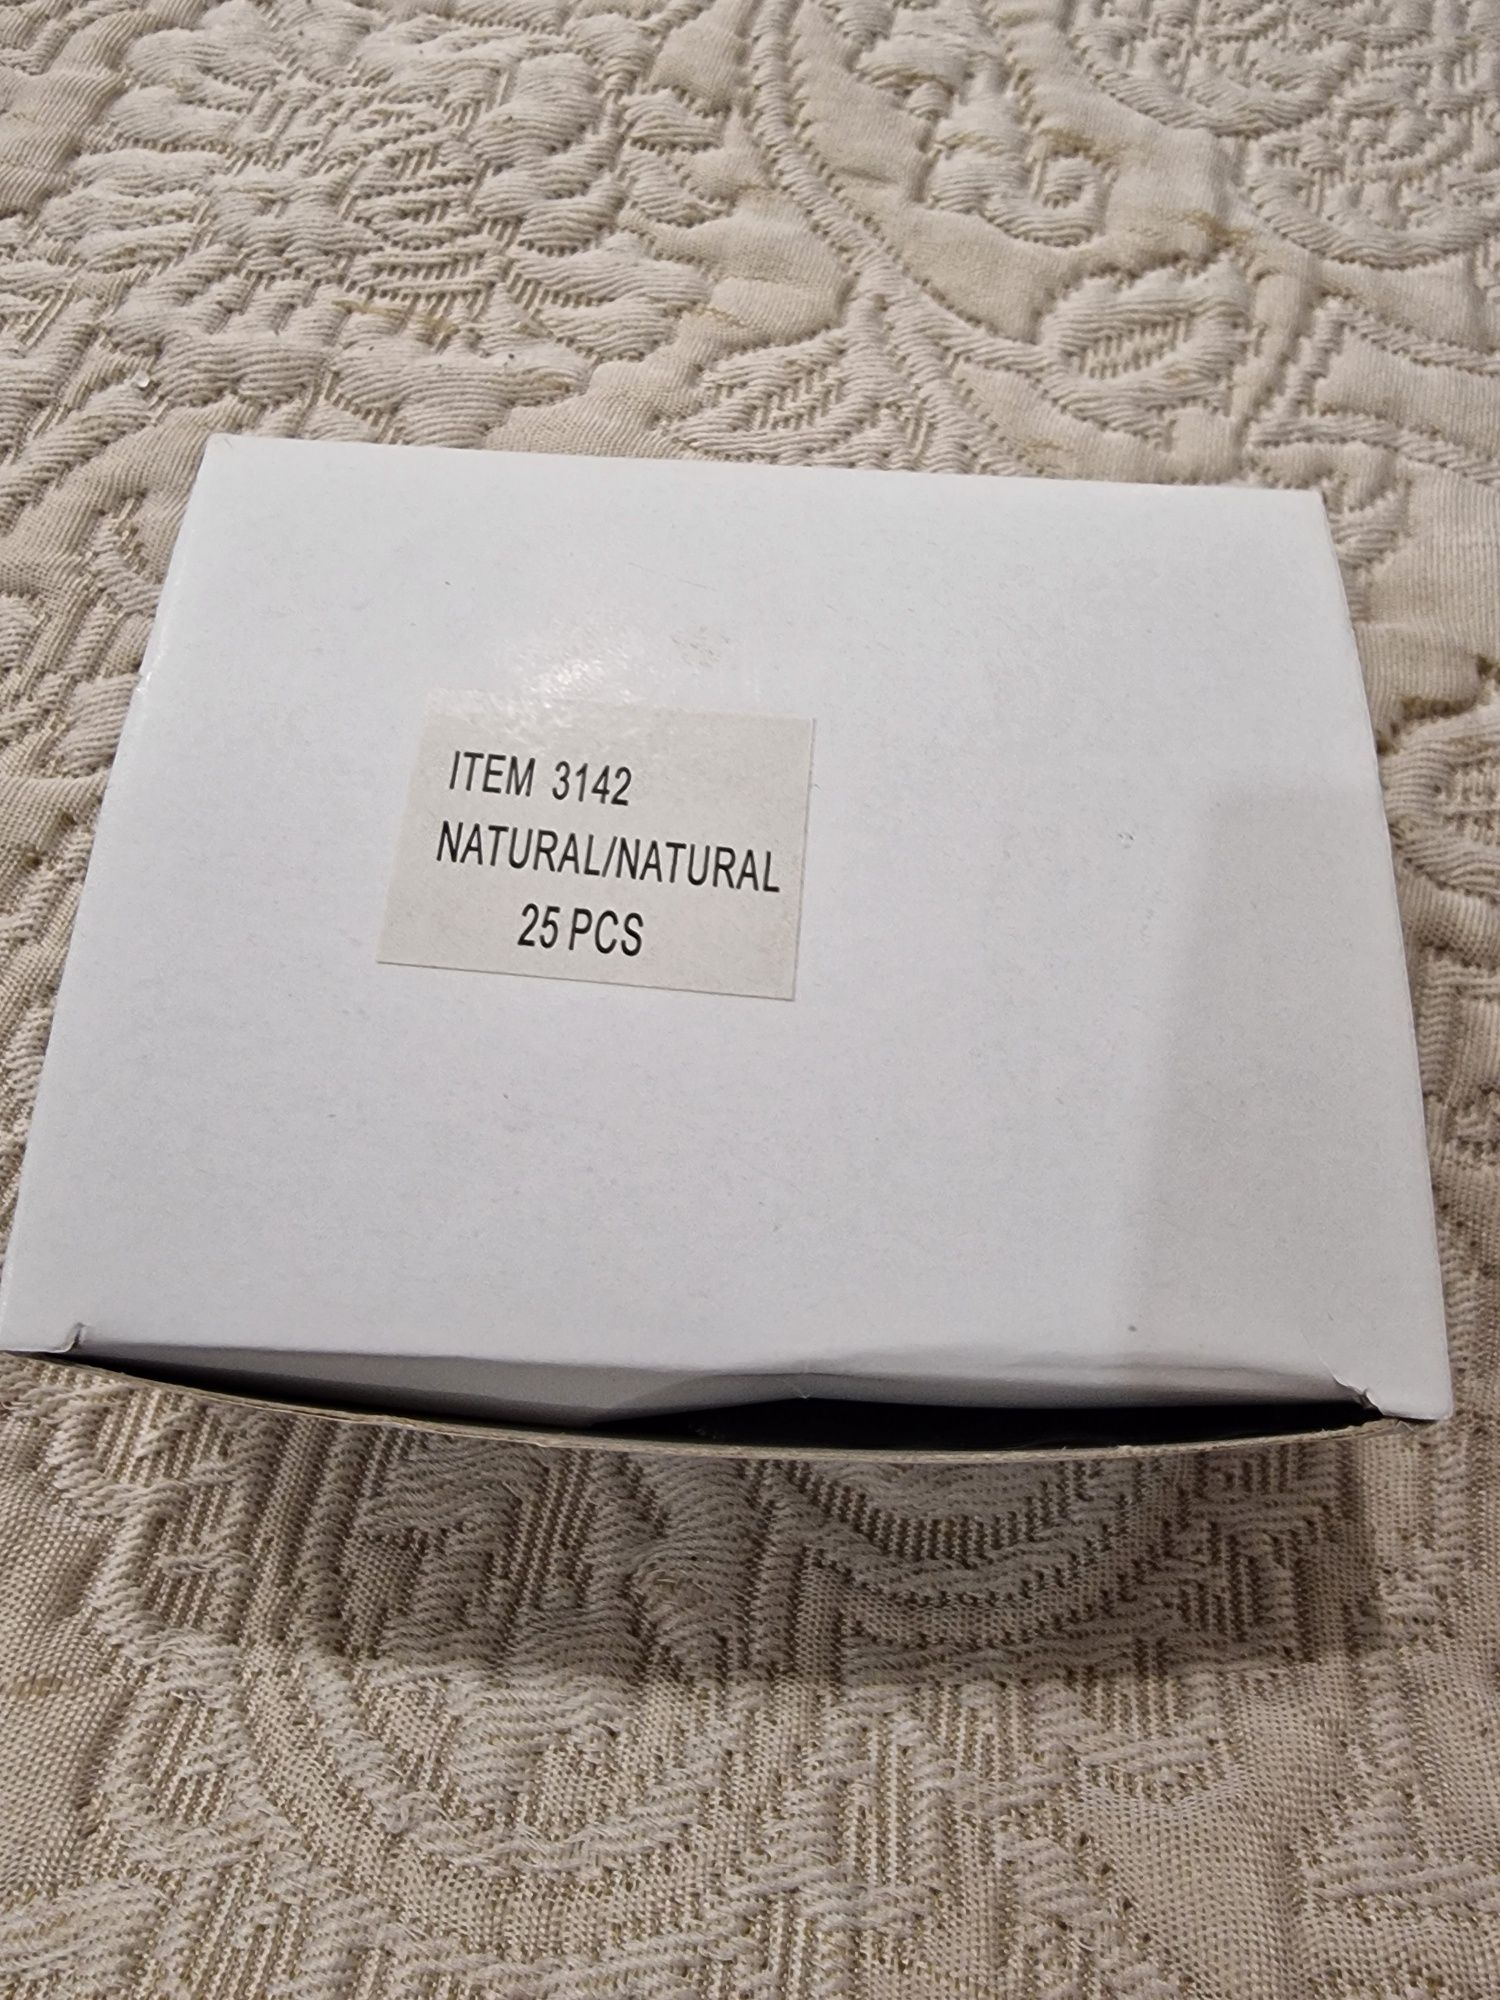 ITEM 3142
NATURAL/NATURAL
25 PCS